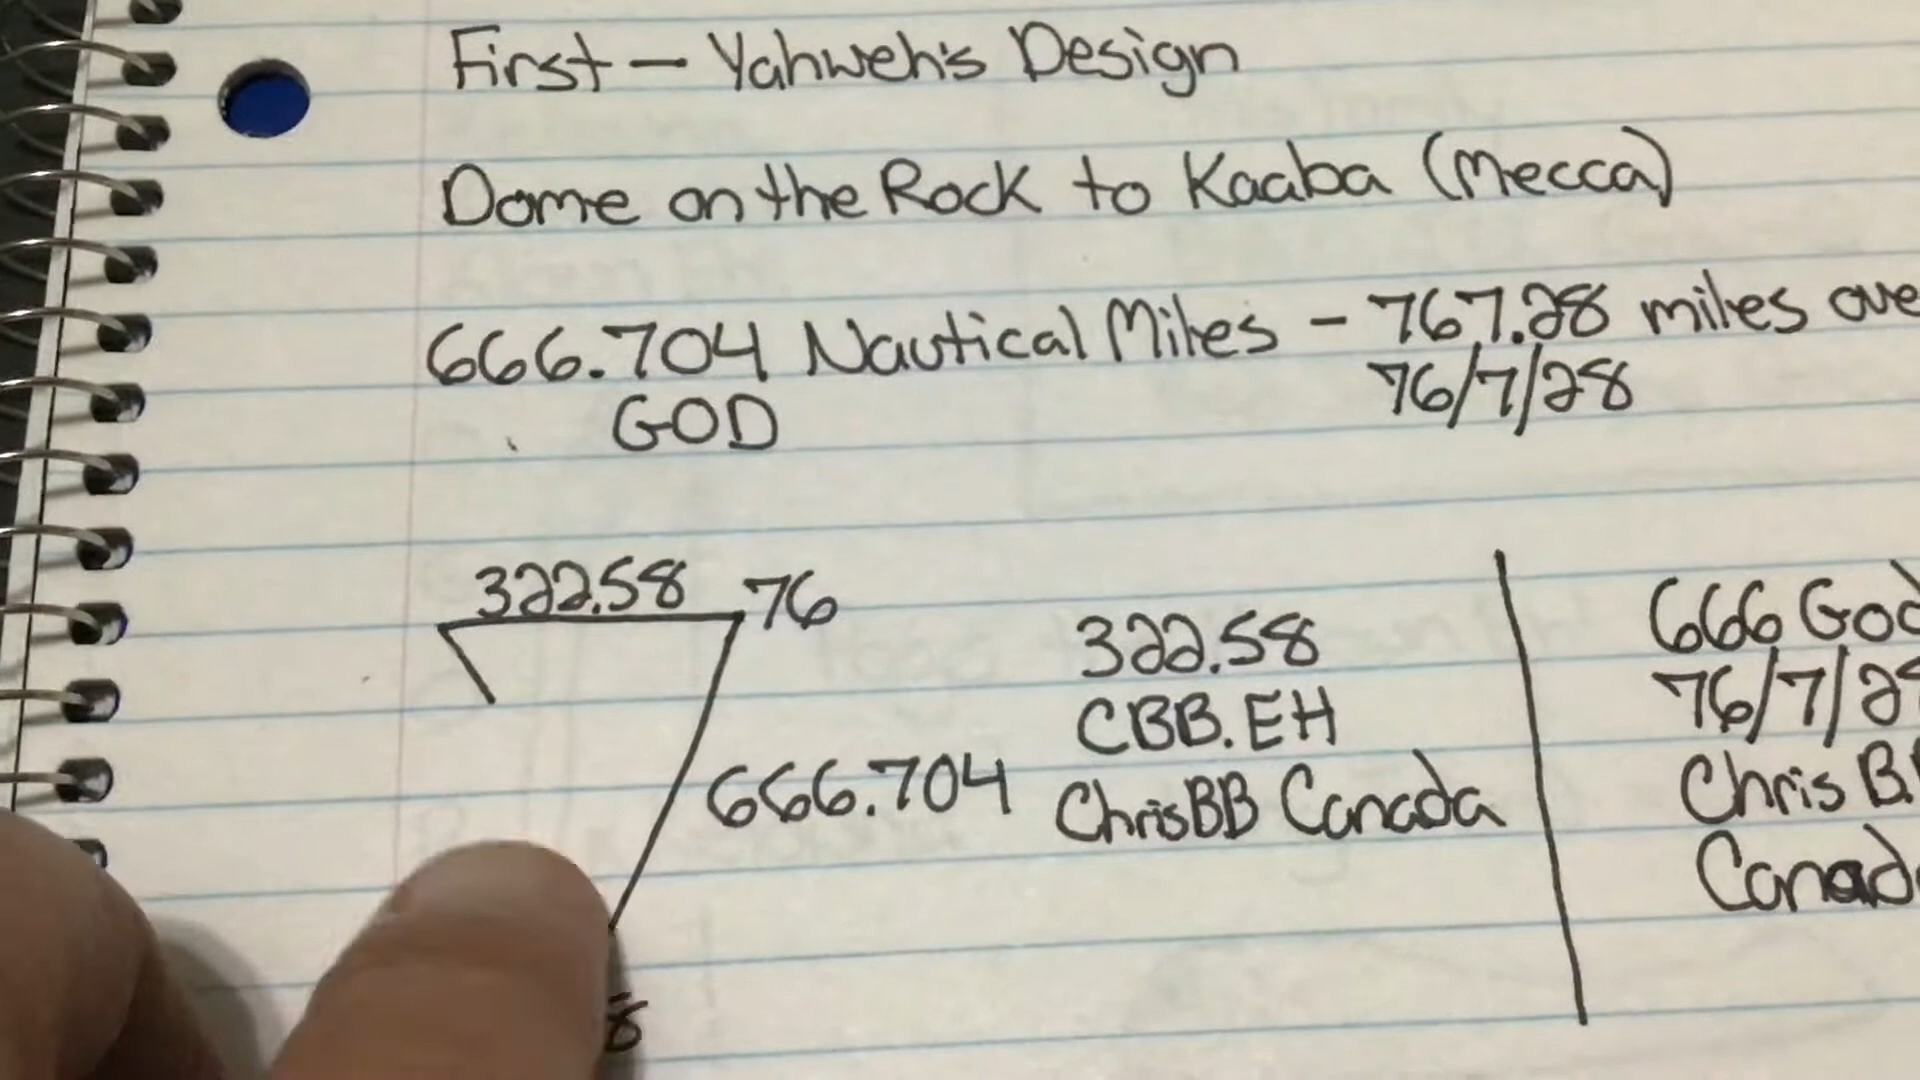 First — Yahweh's Design
Dome on the Rock to Kaaba (Mecca)
666.704 Nautical Miles - 767.28 miles ove
GOD
76/7/28
322.58
76
666.704
8
322.58
CBB.EH
ChrisBB Canada
666 God
76/7/2
Chris B.
Canad